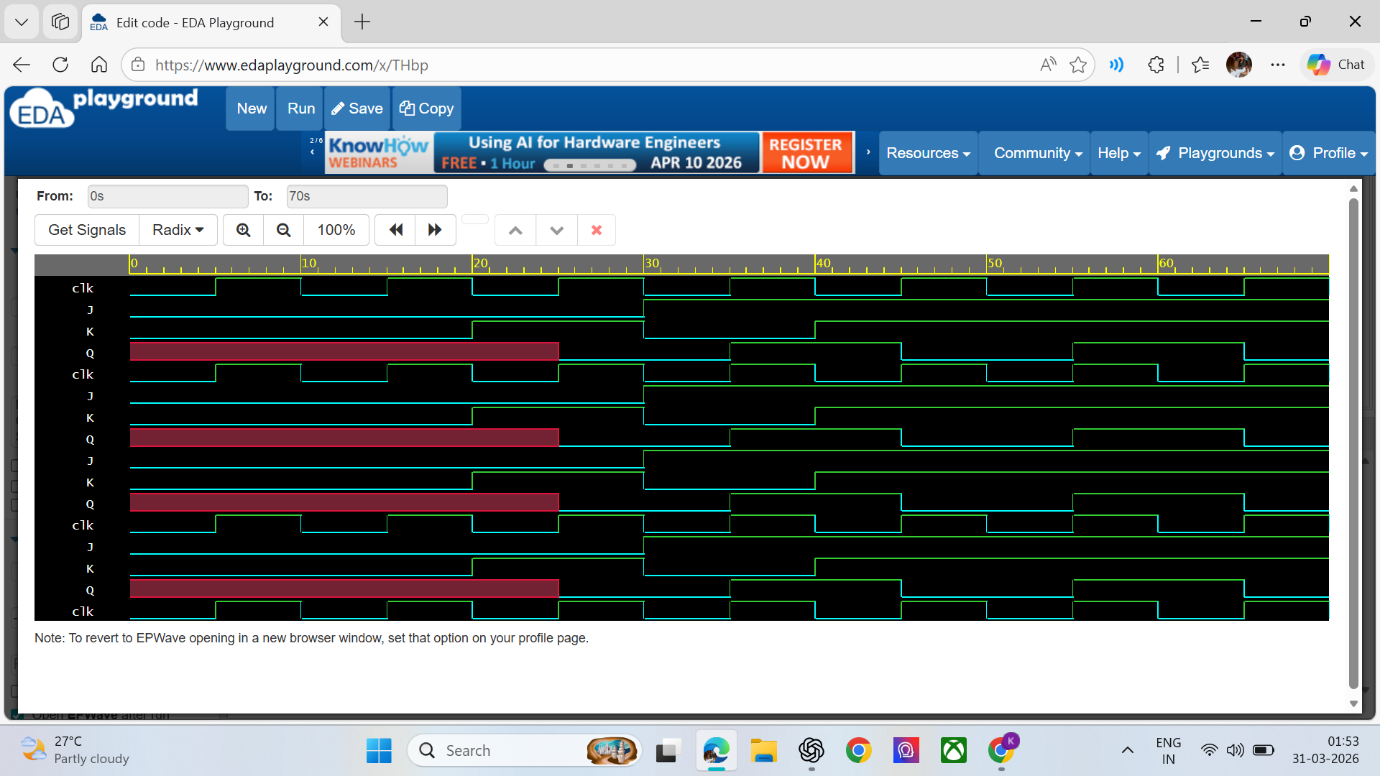 Edit code - EDA Playground
https://www.edaplayground.com/x/THbp
Chat
EDA playground
New Run Save Copy
2/6
KnowHow WEBINARS
Using AI for Hardware Engineers
FREE • 1 Hour APR 10 2026
REGISTER NOW
Resources Community Help Playgrounds Profile
From: 0s To: 70s
Get Signals Radix 100%
0 10 20 30 40 50 60
clk
J
K
Q
clk
J
K
Q
J
K
Q
clk
J
K
Q
clk
Note: To revert to EPWave opening in a new browser window, set that option on your profile page.
Open EPWave after run
27°C
Partly cloudy
Search
K
ENG
IN
01:53
31-03-2026